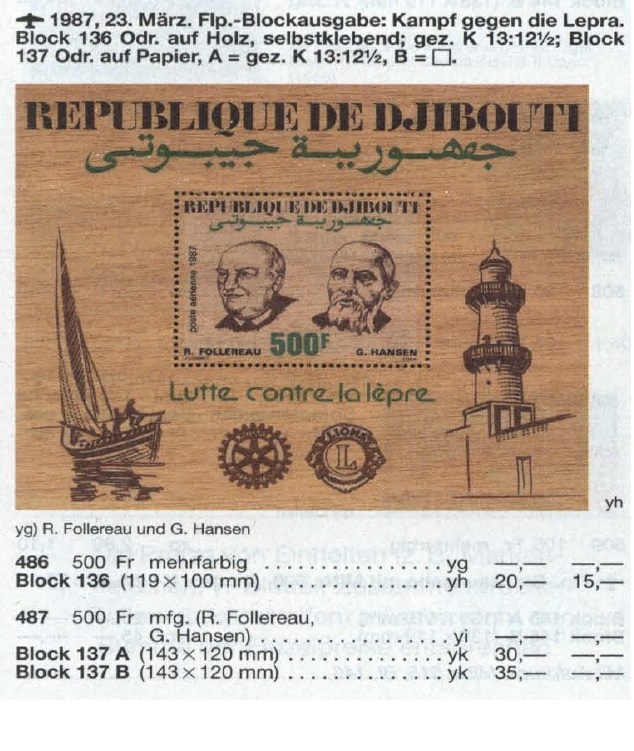 ✈ 1987, 23. März. Flp.-Blockausgabe: Kampf gegen die Lepra.
Block 136 Odr. auf Holz, selbstklebend; gez. K 13:12½; Block
137 Odr. auf Papier, A = gez. K 13:12½, B = □.
REPUBLIQUE DE DJIBOUTI
جمهورية جيبوتى
REPUBLIQUE DE DJIBOUTI
جمهورية جيبوتى
poste aérienne 1987
R. FOLLEREAU 500F G. HANSEN
Lutte contre la lèpre
LIONS
L
yh
yg) R. Follereau und G. Hansen
486 500 Fr mehrfarbig . . . . . . . . . . . . . . . . yg —,— —,—
Block 136 (119 × 100 mm) . . . . . . . . . . . . . . . yh 20,— 15,—
487 500 Fr mfg. (R. Follereau,
G. Hansen) . . . . . . . . . . . . . . . . yi —,— —,—
Block 137 A (143 × 120 mm) . . . . . . . . . . . . . yk 30,— —,—
Block 137 B (143 × 120 mm) . . . . . . . . . . . . . yk 35,— —,—